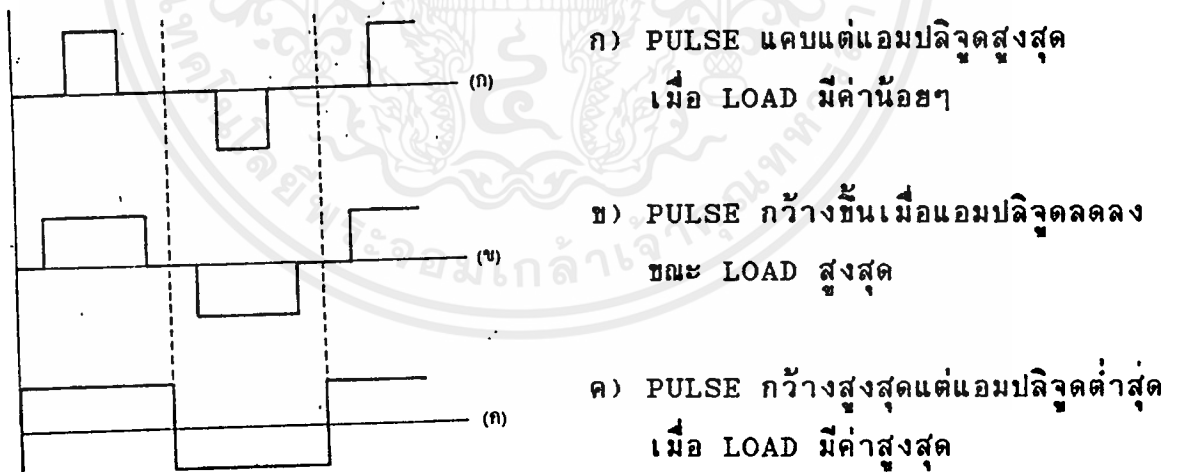 ก) PULSE แคบแต่แอมปลิจูดสูงสุด
เมื่อ LOAD มีค่าน้อยๆ
(ก)
ข) PULSE กว้างขึ้นเมื่อแอมปลิจูดลดลง
ขณะ LOAD สูงสุด
(ข)
ค) PULSE กว้างสูงสุดแต่แอมปลิจูดต่ำสุด
เมื่อ LOAD มีค่าสูงสุด
(ค)